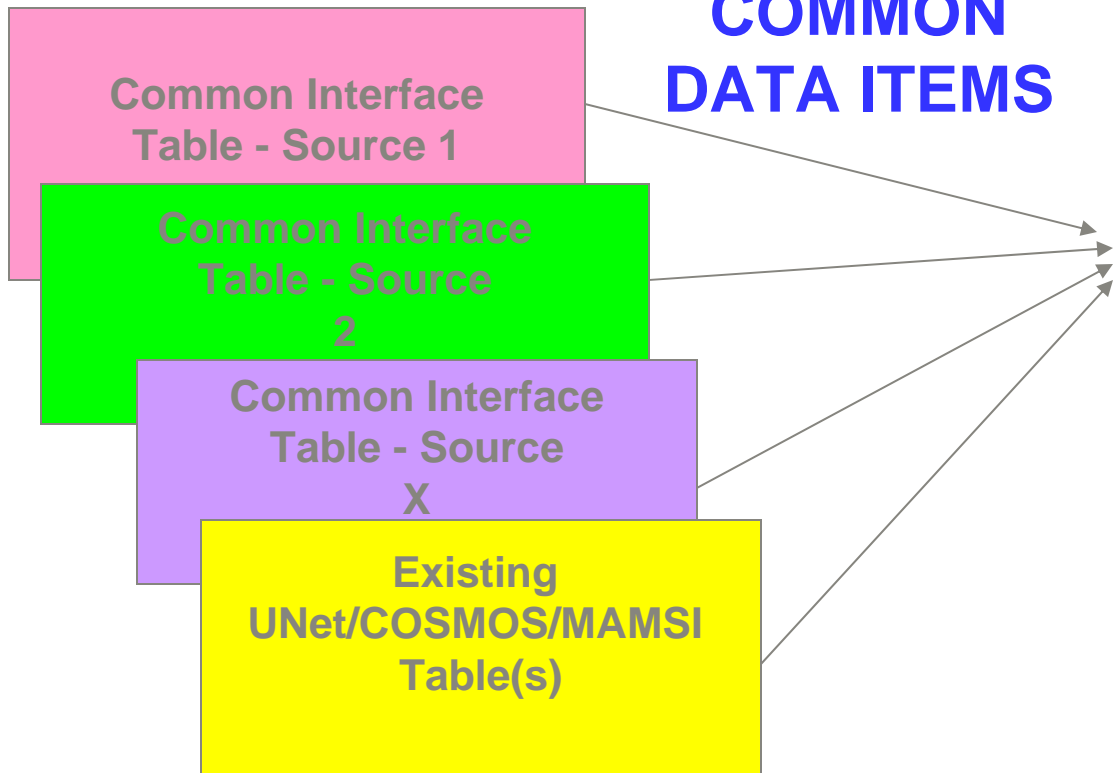 COMMON
DATA ITEMS
Common Interface
Table - Source 1
Common Interface
Table - Source
2
Common Interface
Table - Source
X
Existing
UNet/COSMOS/MAMSI
Table(s)